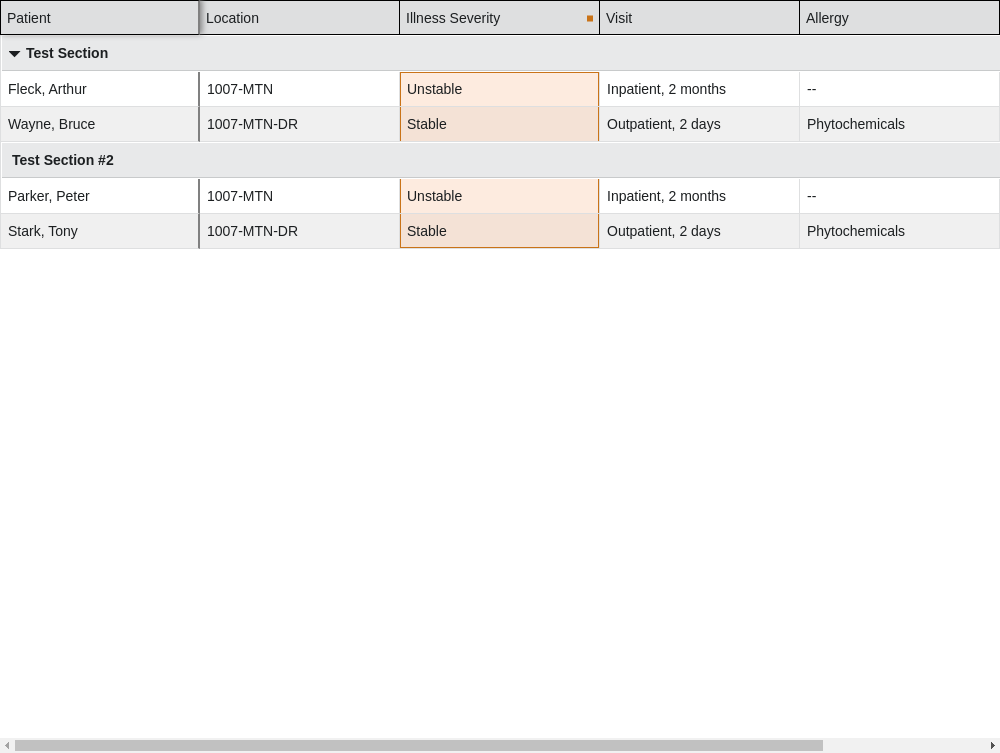 Patient Location Illness Severity Visit Allergy
Test Section
Fleck, Arthur 1007-MTN Unstable Inpatient, 2 months --
Wayne, Bruce 1007-MTN-DR Stable Outpatient, 2 days Phytochemicals
Test Section #2
Parker, Peter 1007-MTN Unstable Inpatient, 2 months --
Stark, Tony 1007-MTN-DR Stable Outpatient, 2 days Phytochemicals